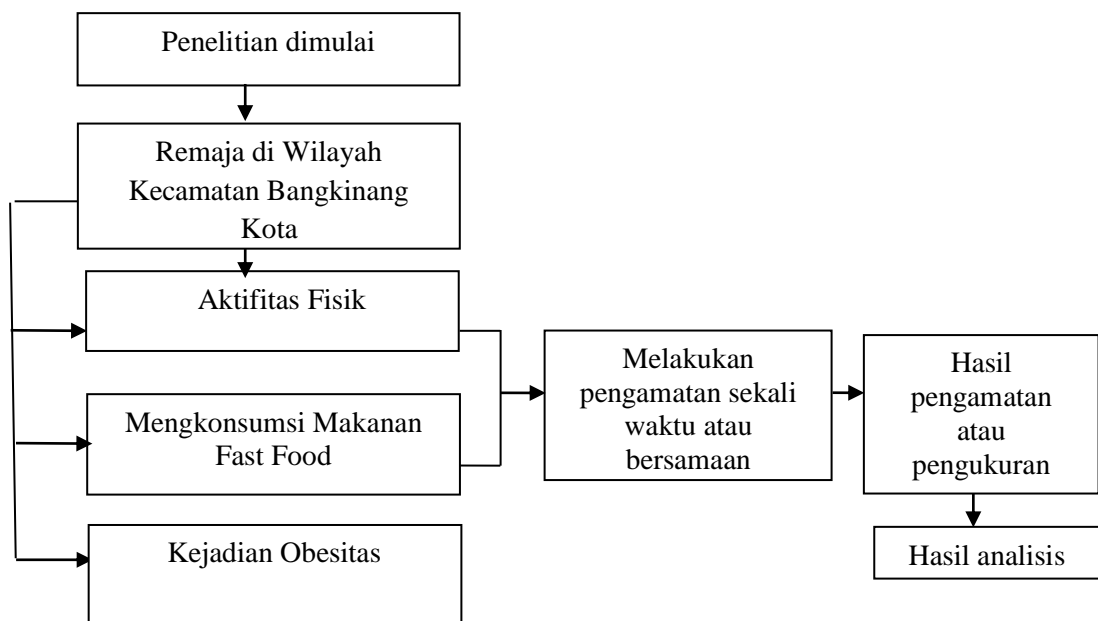 Penelitian dimulai
Remaja di Wilayah
Kecamatan Bangkinang
Kota
Aktifitas Fisik
Mengkonsumsi Makanan
Fast Food
Kejadian Obesitas
Melakukan
pengamatan sekali
waktu atau
bersamaan
Hasil
pengamatan
atau
pengukuran
Hasil analisis